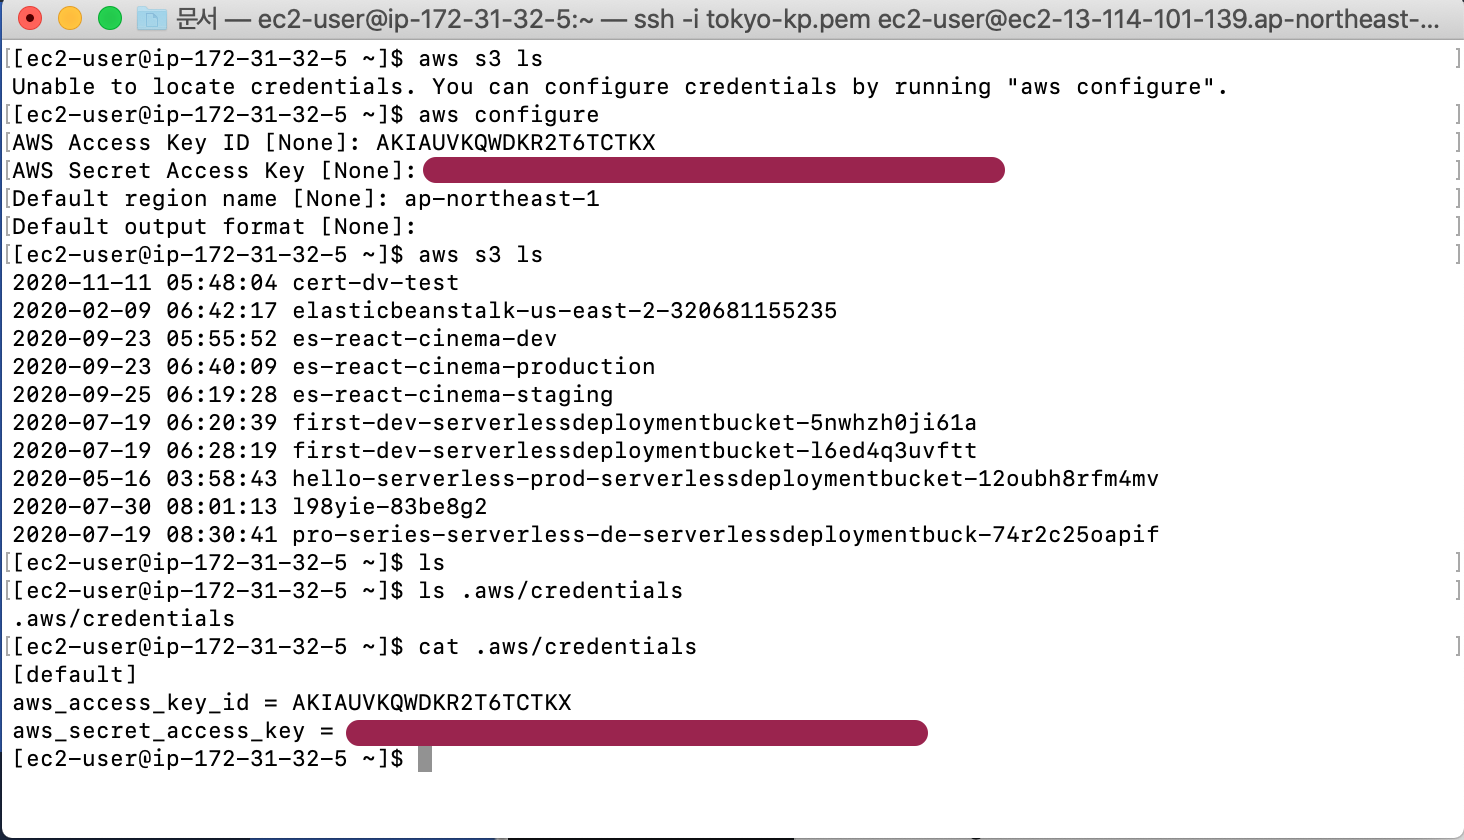 문서 — ec2-user@ip-172-31-32-5:~ — ssh -i tokyo-kp.pem ec2-user@ec2-13-114-101-139.ap-northeast-...
[[ec2-user@ip-172-31-32-5 ~]$ aws s3 ls ]
Unable to locate credentials. You can configure credentials by running "aws configure".
[[ec2-user@ip-172-31-32-5 ~]$ aws configure ]
[AWS Access Key ID [None]: AKIAUVKQWDKR2T6TCTKX ]
[AWS Secret Access Key [None]: ]
[Default region name [None]: ap-northeast-1 ]
[Default output format [None]: ]
[[ec2-user@ip-172-31-32-5 ~]$ aws s3 ls ]
2020-11-11 05:48:04 cert-dv-test
2020-02-09 06:42:17 elasticbeanstalk-us-east-2-320681155235
2020-09-23 05:55:52 es-react-cinema-dev
2020-09-23 06:40:09 es-react-cinema-production
2020-09-25 06:19:28 es-react-cinema-staging
2020-07-19 06:20:39 first-dev-serverlessdeploymentbucket-5nwhzh0ji61a
2020-07-19 06:28:19 first-dev-serverlessdeploymentbucket-l6ed4q3uvftt
2020-05-16 03:58:43 hello-serverless-prod-serverlessdeploymentbucket-12oubh8rfm4mv
2020-07-30 08:01:13 l98yie-83be8g2
2020-07-19 08:30:41 pro-series-serverless-de-serverlessdeploymentbuck-74r2c25oapif
[[ec2-user@ip-172-31-32-5 ~]$ ls ]
[[ec2-user@ip-172-31-32-5 ~]$ ls .aws/credentials ]
.aws/credentials
[[ec2-user@ip-172-31-32-5 ~]$ cat .aws/credentials ]
[default]
aws_access_key_id = AKIAUVKQWDKR2T6TCTKX
aws_secret_access_key =
[ec2-user@ip-172-31-32-5 ~]$